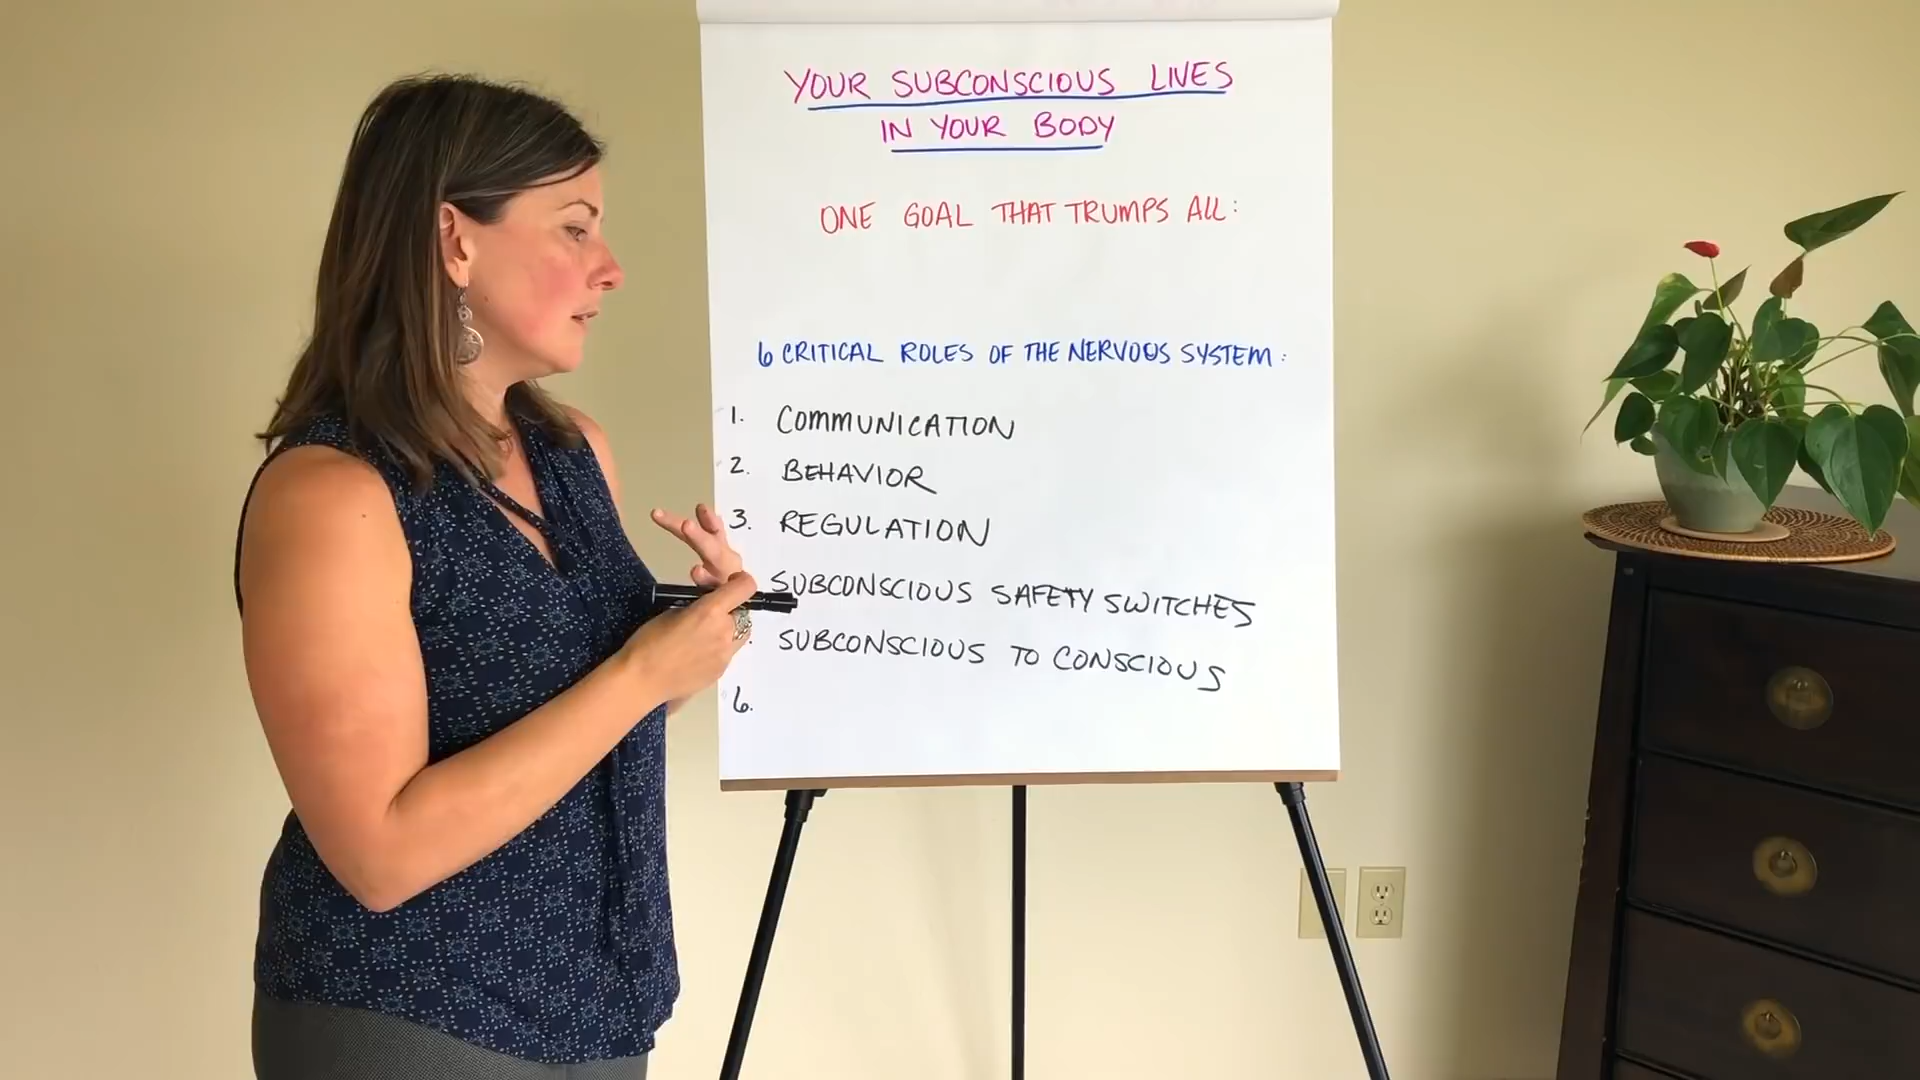 YOUR SUBCONSCIOUS LIVES
IN YOUR BODY
ONE GOAL THAT TRUMPS ALL:
6 CRITICAL ROLES OF THE NERVOUS SYSTEM:
1. COMMUNICATION
2. BEHAVIOR
3. REGULATION
SUBCONSCIOUS SAFETY SWITCHES
SUBCONSCIOUS TO CONSCIOUS
6.